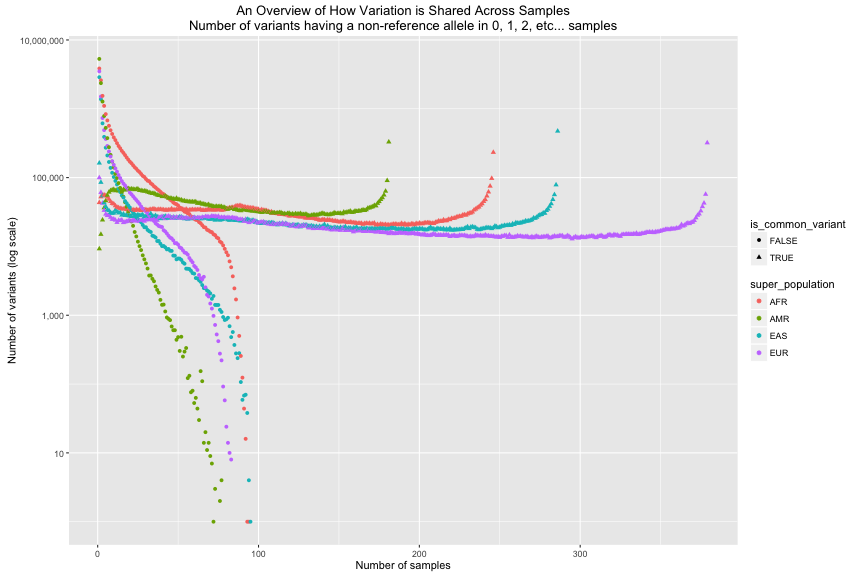 An Overview of How Variation is Shared Across Samples
Number of variants having a non-reference allele in 0, 1, 2, etc... samples
Number of variants (log scale)
10,000,000
100,000
1,000
10
0
100
200
300
Number of samples
is_common_variant
FALSE
TRUE
super_population
AFR
AMR
EAS
EUR